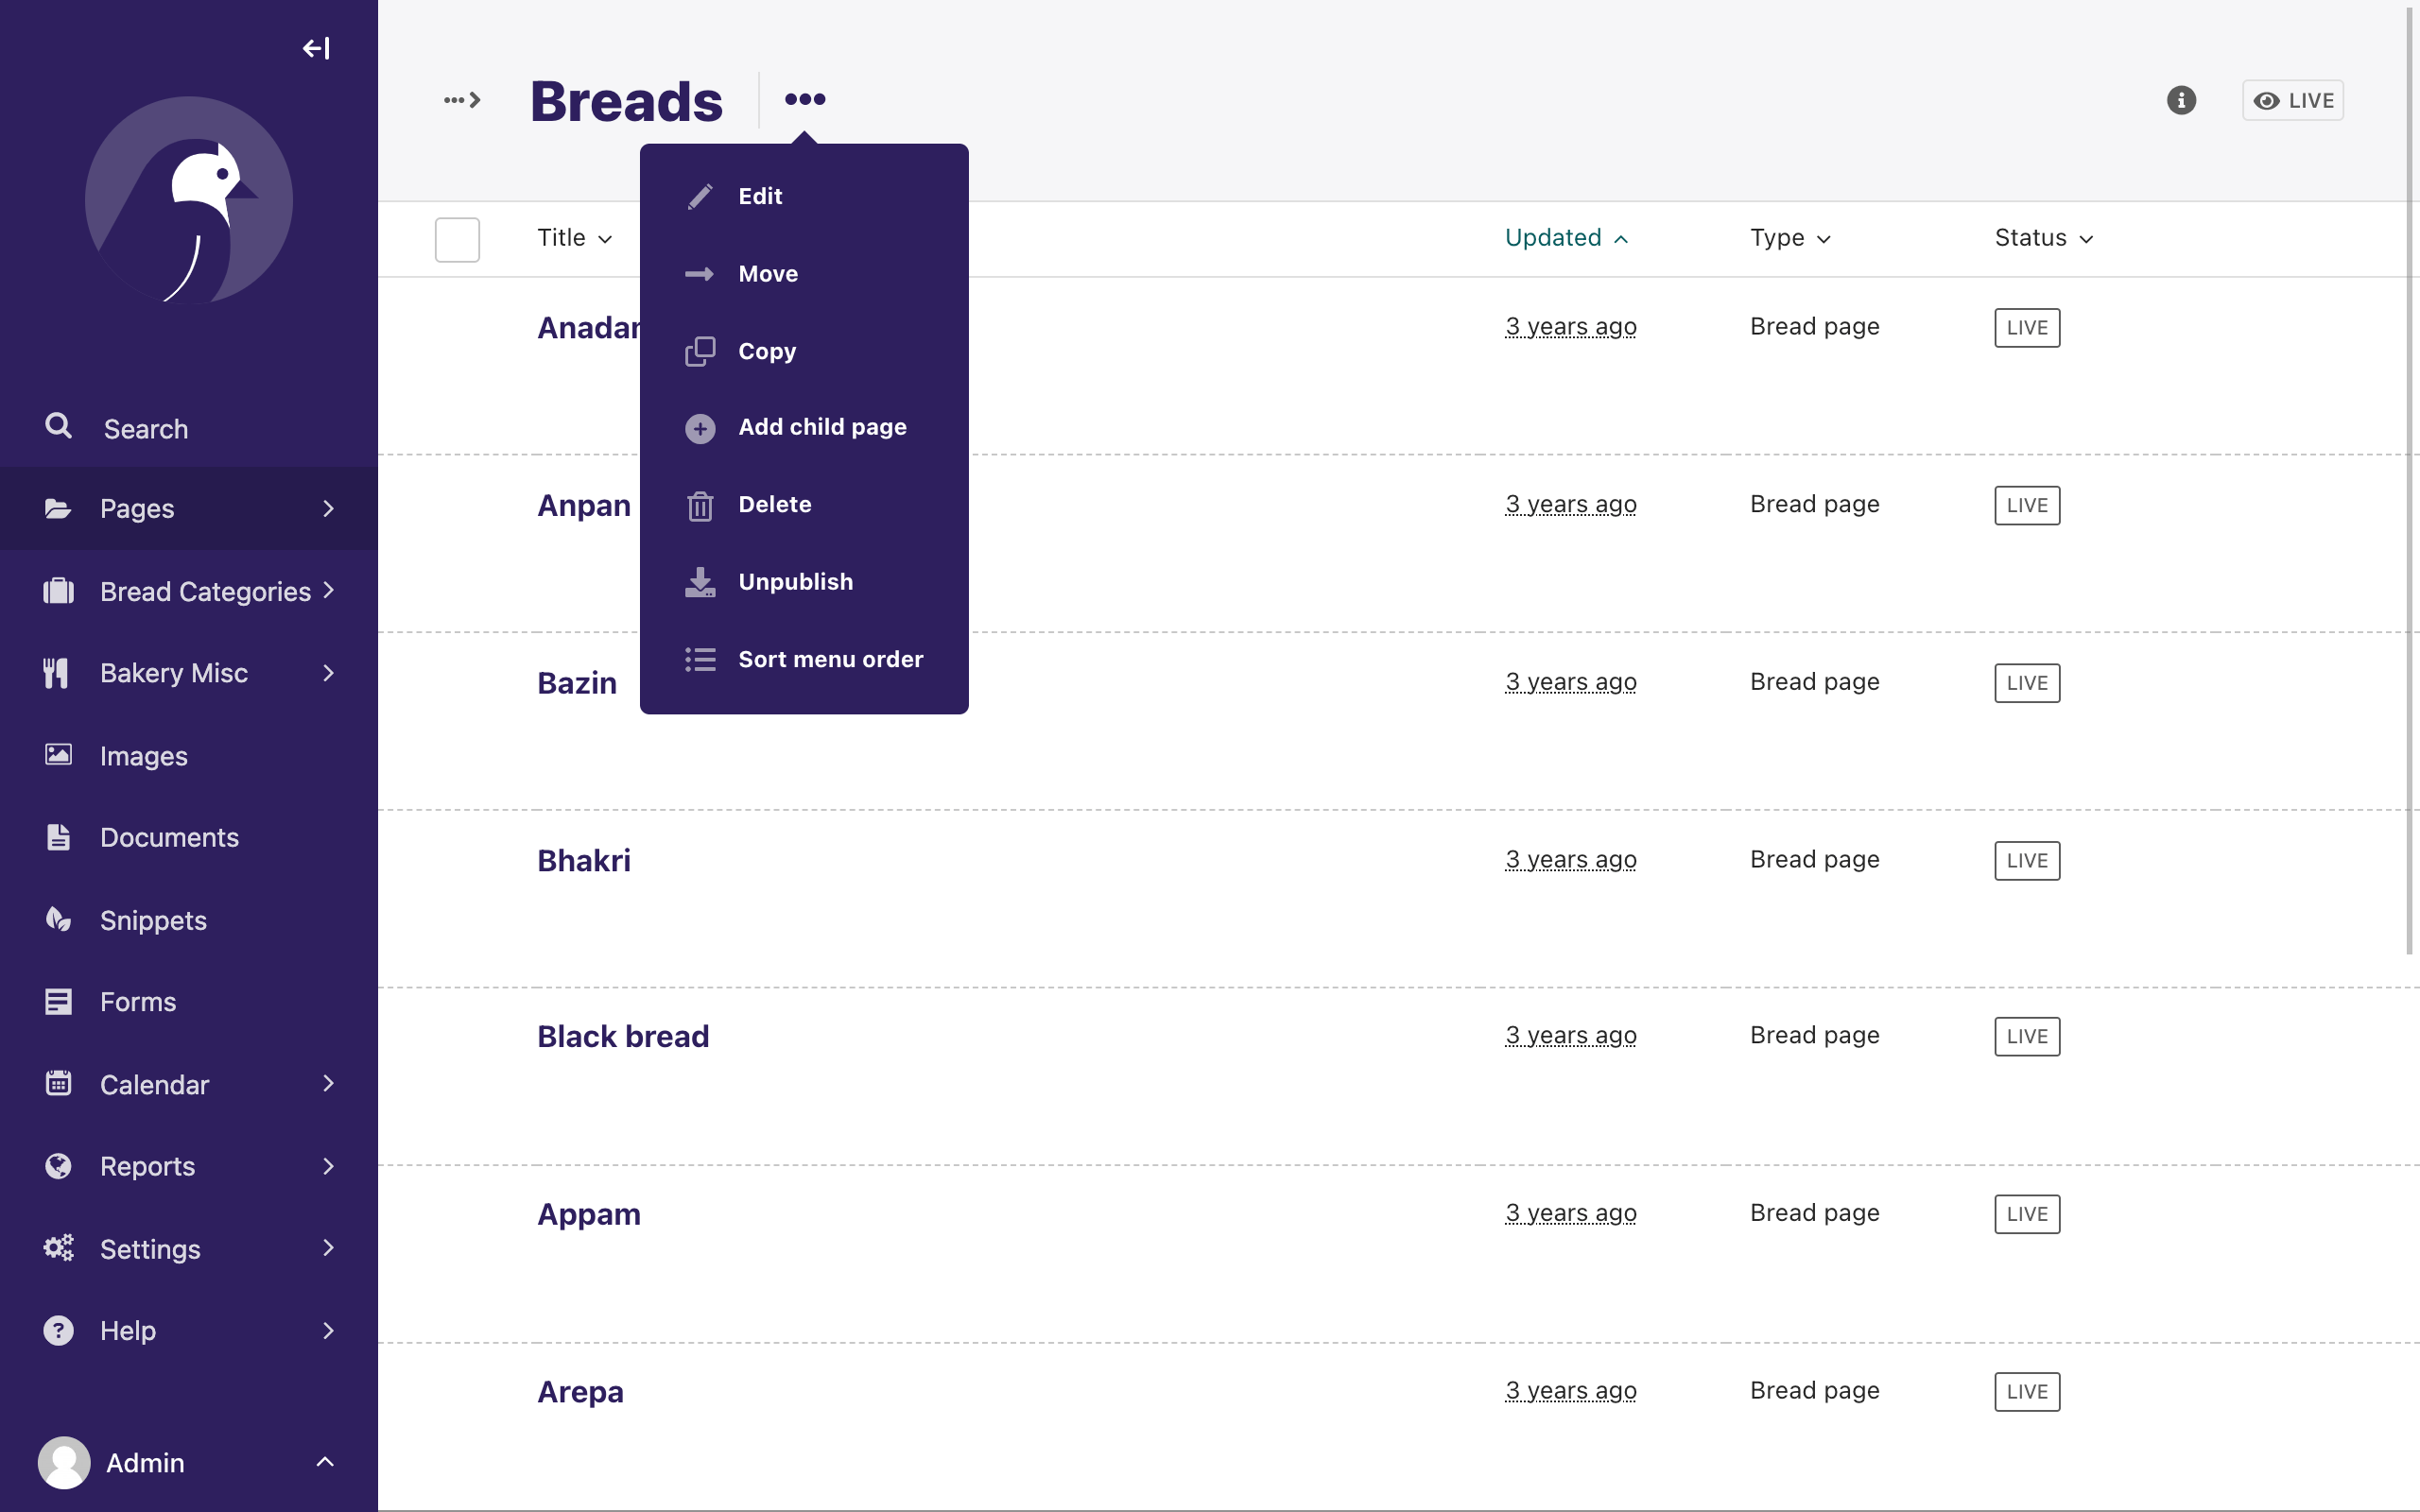 Breads
LIVE
Edit
Move
Copy
Add child page
Delete
Unpublish
Sort menu order
Search
Pages
Bread Categories
Bakery Misc
Images
Documents
Snippets
Forms
Calendar
Reports
Settings
Help
Admin
Title Updated Type Status
3 years ago Bread page LIVE
Anpan 3 years ago Bread page LIVE
Bazin 3 years ago Bread page LIVE
Bhakri 3 years ago Bread page LIVE
Black bread 3 years ago Bread page LIVE
Appam 3 years ago Bread page LIVE
Arepa 3 years ago Bread page LIVE